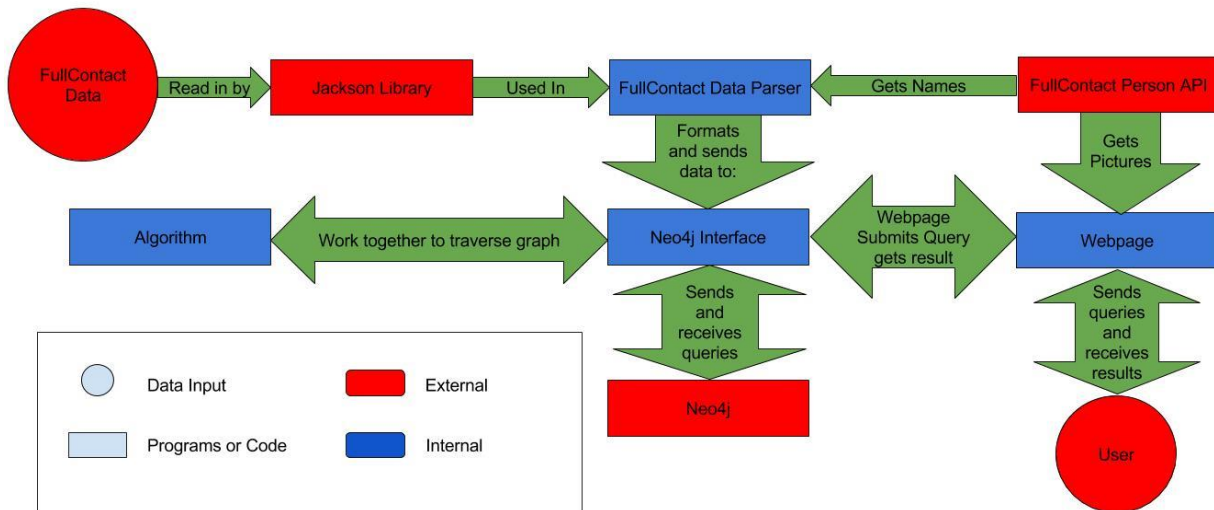 FullContact
Data
Read in by
Jackson Library
Used In
FullContact Data Parser
Gets Names
FullContact Person API
Formats
and sends
data to:
Gets
Pictures
Algorithm
Work together to traverse graph
Neo4j Interface
Webpage
Submits Query
gets result
Webpage
Sends
and
receives
queries
Sends
queries
and
receives
results
Neo4j
User
Data Input
External
Programs or Code
Internal